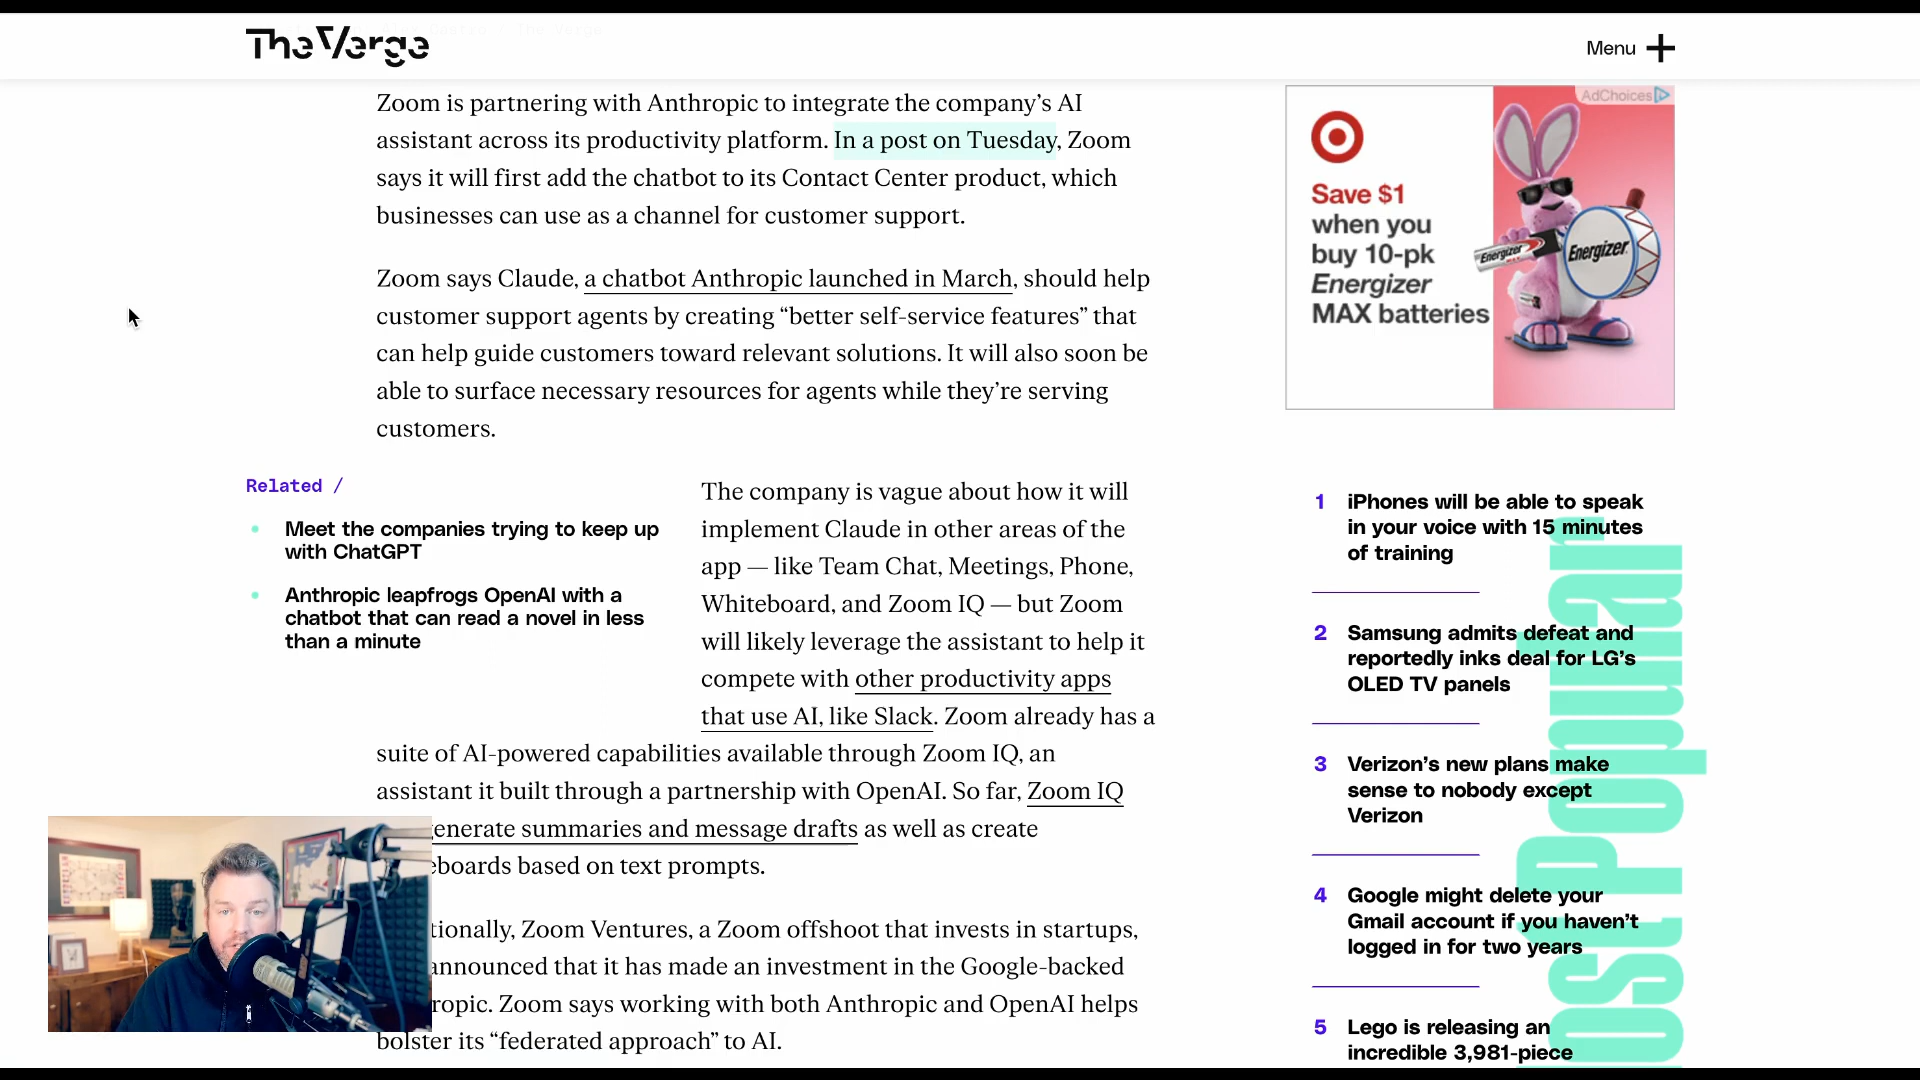 The Verge
Menu
Zoom is partnering with Anthropic to integrate the company’s AI
assistant across its productivity platform. In a post on Tuesday, Zoom
says it will first add the chatbot to its Contact Center product, which
businesses can use as a channel for customer support.
Zoom says Claude, a chatbot Anthropic launched in March, should help
customer support agents by creating “better self-service features” that
can help guide customers toward relevant solutions. It will also soon be
able to surface necessary resources for agents while they’re serving
customers.
Related /
Meet the companies trying to keep up
with ChatGPT
Anthropic leapfrogs OpenAI with a
chatbot that can read a novel in less
than a minute
The company is vague about how it will
implement Claude in other areas of the
app — like Team Chat, Meetings, Phone,
Whiteboard, and Zoom IQ — but Zoom
will likely leverage the assistant to help it
compete with other productivity apps
that use AI, like Slack. Zoom already has a
suite of AI-powered capabilities available through Zoom IQ, an
assistant it built through a partnership with OpenAI. So far, Zoom IQ
enerate summaries and message drafts as well as create
eboards based on text prompts.
tionally, Zoom Ventures, a Zoom offshoot that invests in startups,
announced that it has made an investment in the Google-backed
ropic. Zoom says working with both Anthropic and OpenAI helps
bolster its “federated approach” to AI.
AdChoices
Save $1
when you
buy 10-pk
Energizer
MAX batteries
Energizer
Energizer
1 iPhones will be able to speak
in your voice with 15 minutes
of training
2 Samsung admits defeat and
reportedly inks deal for LG’s
OLED TV panels
3 Verizon’s new plans make
sense to nobody except
Verizon
4 Google might delete your
Gmail account if you haven’t
logged in for two years
5 Lego is releasing an
incredible 3,981-piece
ost Popular